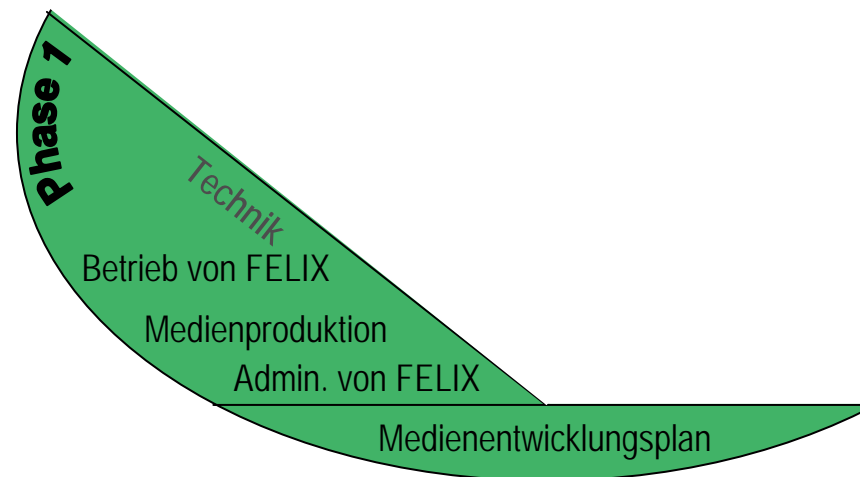 Phase 1
Technik
Betrieb von FELIX
Medienproduktion
Admin. von FELIX
Medienentwicklungsplan